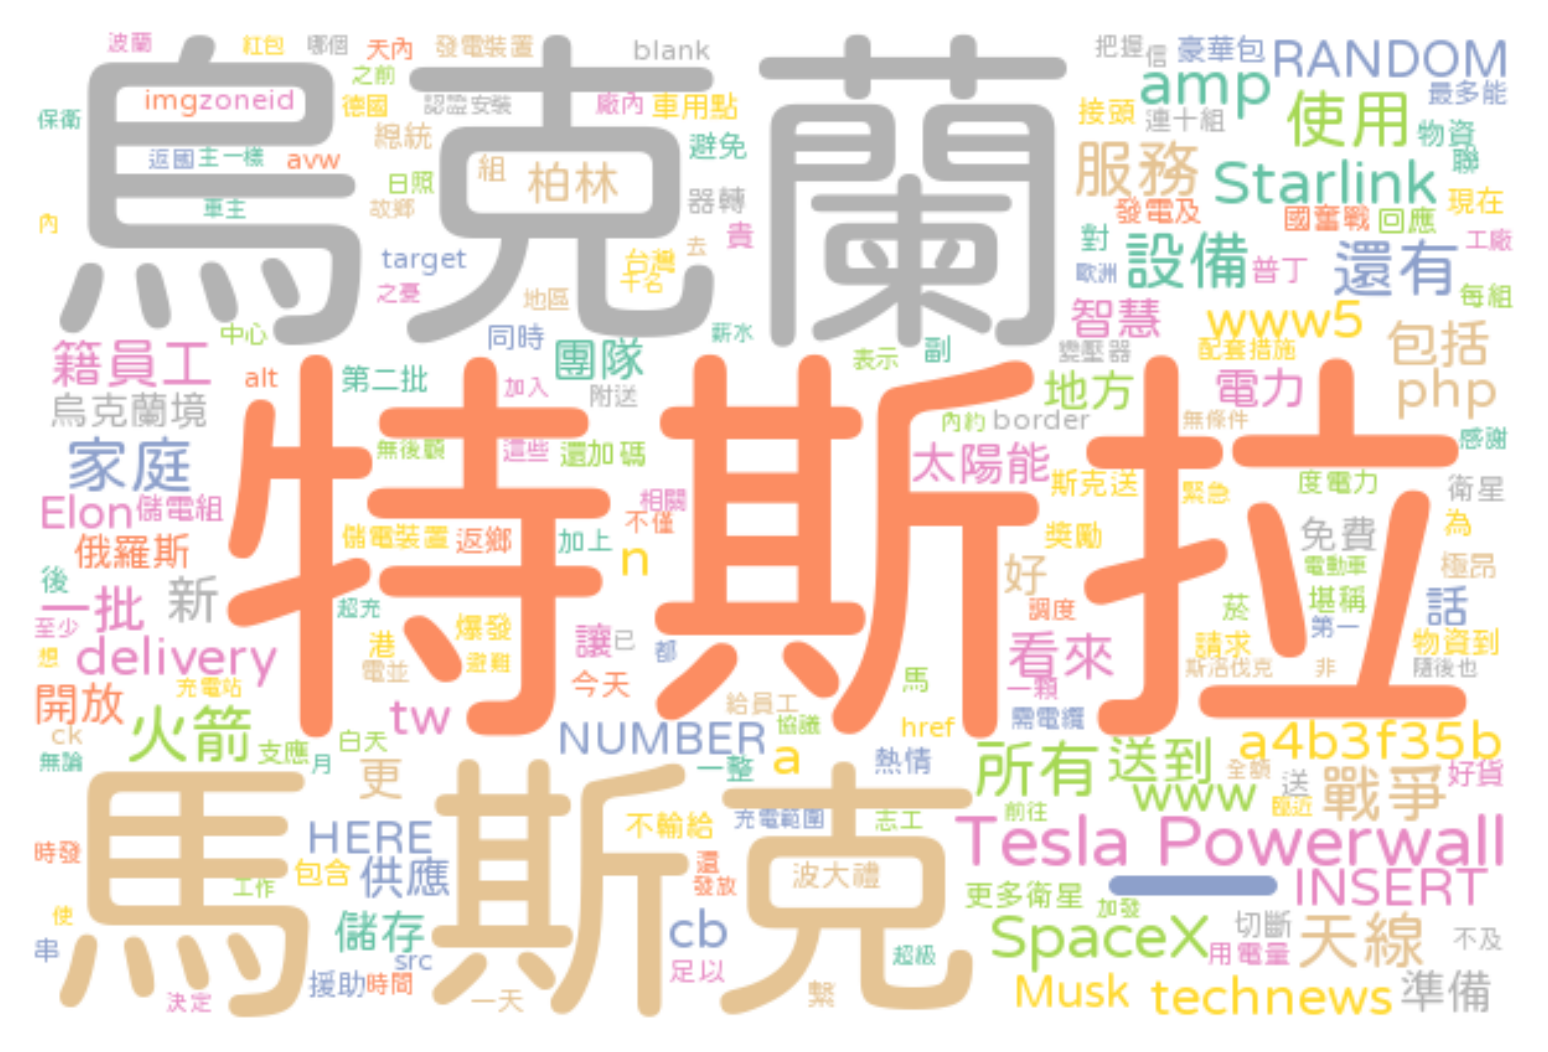 波蘭 紅包 哪個 天內 發電裝置 blank 把握 信 豪華包 RANDOM
烏克蘭
之前 amp 最多能
保衛 imgzoneid 德國 認證 安裝 廠內 車用點 接頭 連十組 使用 物資
總統 避免 服務 聯
返國 主一樣 avw 組 柏林 Starlink
日照 器轉 現在
內 車主 故鄉 貴 發電及 國奮戰 回應
target 台灣 去 對 設備 還有 工廠
之憂 千名 歐洲 普丁 每組
地區 智慧 www5
中心 同時 薪水 包括
籍員工 團隊 表示 副 變壓器 配套措施
alt 第二批 加入 附送 地方 電力 php
特斯拉
烏克蘭境 內約 border 無條件
家庭 無後顧 這些 還加碼 太陽能 感謝
斯克送 緊急 度電力 衛星
Elon 儲電組 相關
俄羅斯 儲電裝置 返鄉 加上 不僅 獎勵 免費 為
n 好 電動車 極昂
後 新 超充 調度 菸 堪稱 話
一批 爆發 讓 已 第一
至少 港 看來 請求 物資到
想 delivery 電並 避難 都 斯洛伐克 非 隨後也
開放 充電站 今天 馬 一顆
火箭 tw 給員工 需電纜
ck 白天 NUMBER 協議 href a4b3f35b
無論 支應 月 一整 a 熱情 所有 送到 全額 好貨
馬斯克
更 www 送 戰爭
前往 臨近
HERE 不輸給 充電範圍 志工 Tesla Powerwall
時發 包含 供應 還 波大禮
工作 發放 更多衛星 INSERT
使 儲存 加發
串 cb 超級 SpaceX 切斷 天線 不及
src 用電量
援助 時間 足以
決定 一天 繫 Musk technews 準備